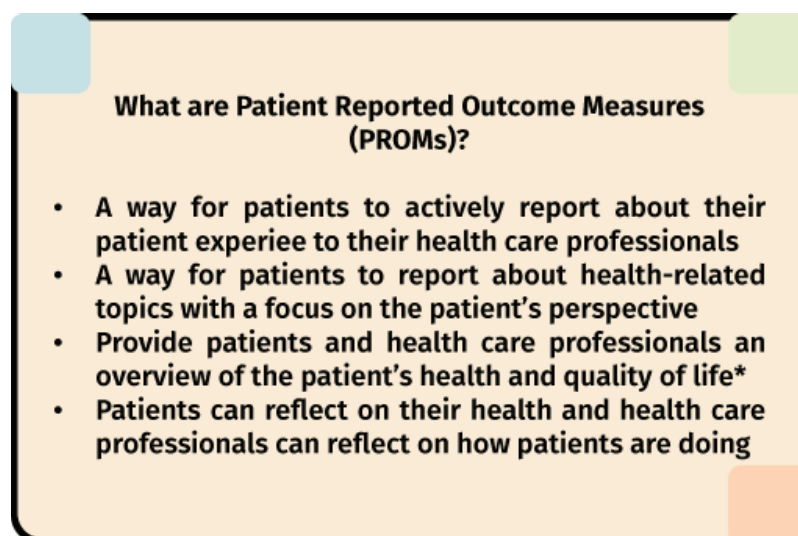 What are Patient Reported Outcome Measures
(PROMs)?
• A way for patients to actively report about their
patient experiee to their health care professionals
• A way for patients to report about health-related
topics with a focus on the patient's perspective
• Provide patients and health care professionals an
overview of the patient's health and quality of life*
• Patients can reflect on their health and health care
professionals can reflect on how patients are doing